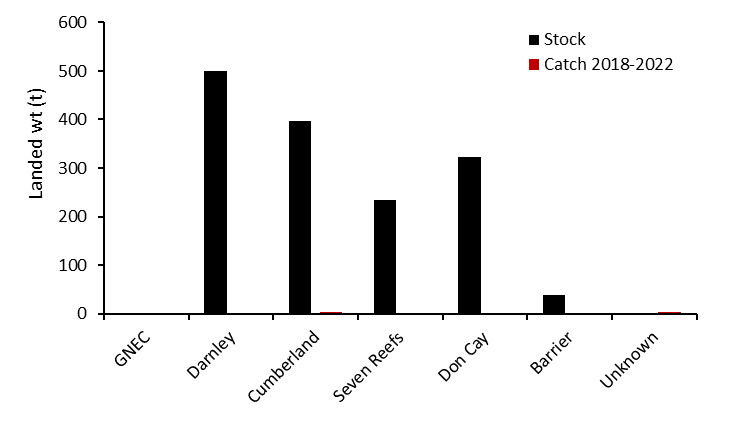 600
500
400
300
200
100
0
Landed wt (t)
Stock
Catch 2018-2022
GNEC
Darnley
Cumberland
Seven Reefs
Don Cay
Barrier
Unknown